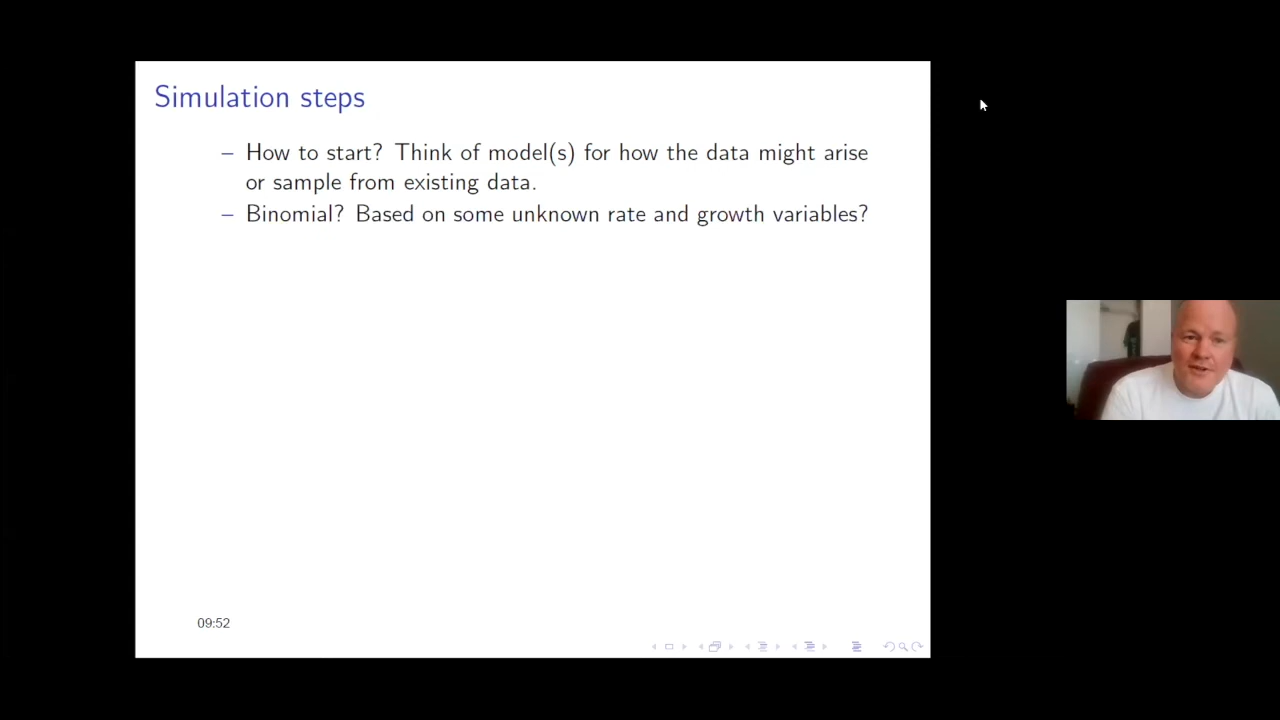 Simulation steps
– How to start? Think of model(s) for how the data might arise
or sample from existing data.
– Binomial? Based on some unknown rate and growth variables?
09:52